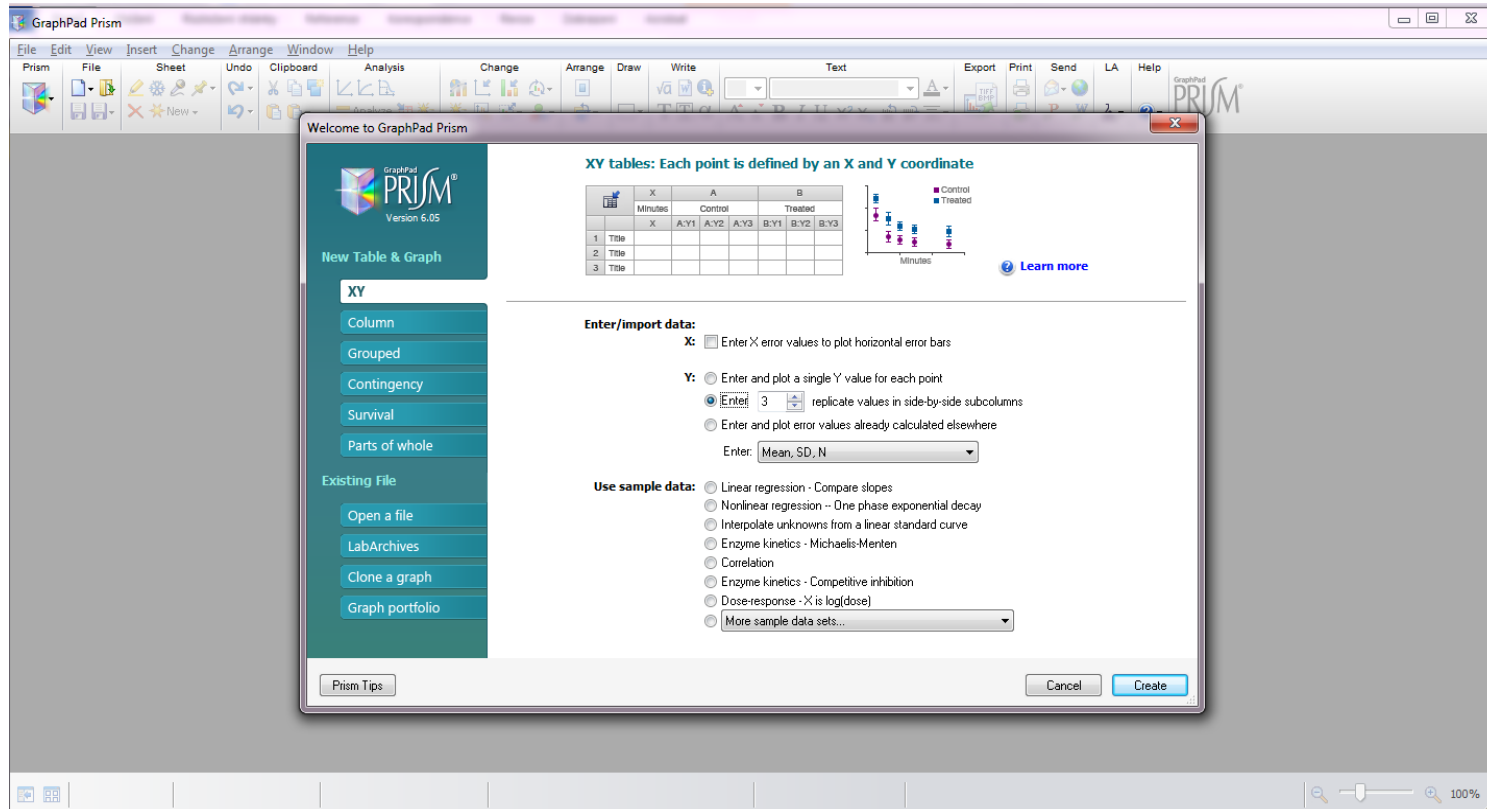 GraphPad Prism
File Edit View Insert Change Arrange Window Help
Prism File Sheet Undo Clipboard Analysis Change Arrange Draw Write Text Export Print Send LA Help
New
GraphPad
PRISM
Welcome to GraphPad Prism
GraphPad
PRISM®
Version 6.05
New Table & Graph
XY
Column
Grouped
Contingency
Survival
Parts of whole
Existing File
Open a file
LabArchives
Clone a graph
Graph portfolio
XY tables: Each point is defined by an X and Y coordinate
X A B
Minutes Control Treated
X A:Y1 A:Y2 A:Y3 B:Y1 B:Y2 B:Y3
1 Title
2 Title
3 Title
Control
Treated
Minutes
Learn more
Enter/import data:
X: Enter X error values to plot horizontal error bars
Y: Enter and plot a single Y value for each point
Enter 3 replicate values in side-by-side subcolumns
Enter and plot error values already calculated elsewhere
Enter: Mean, SD, N
Use sample data: Linear regression - Compare slopes
Nonlinear regression -- One phase exponential decay
Interpolate unknowns from a linear standard curve
Enzyme kinetics - Michaelis-Menten
Correlation
Enzyme kinetics - Competitive inhibition
Dose-response - X is log(dose)
More sample data sets...
Prism Tips
Cancel
Create
100%